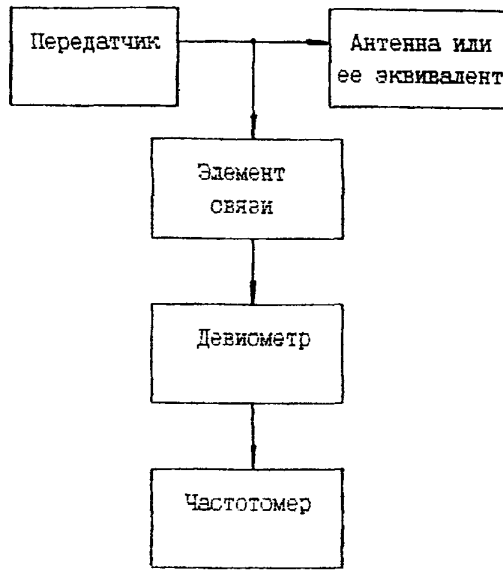 Передатчик
Антенна или
ее эквивалент
Элемент
связи
Девиометр
Частотомер